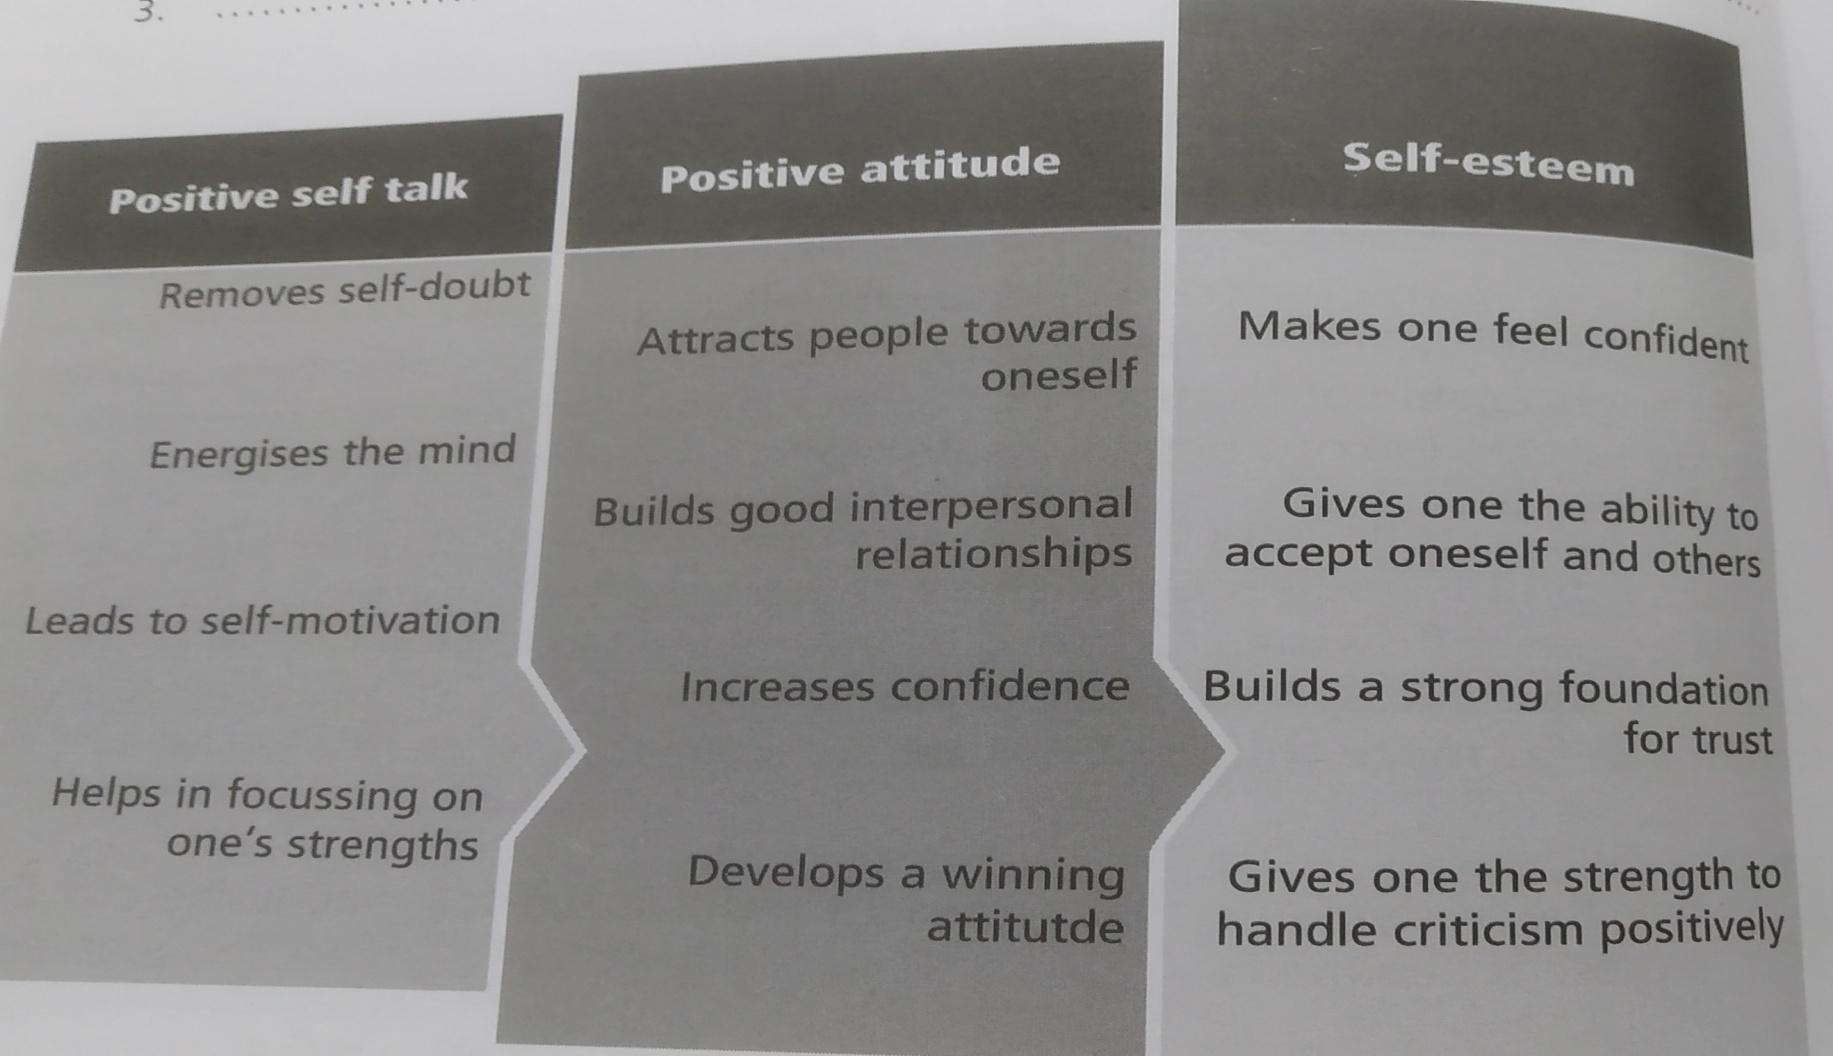 3. ....................
Positive self talk
Removes self-doubt
Energises the mind
Leads to self-motivation
Helps in focussing on
one's strengths
Positive attitude
Attracts people towards
oneself
Builds good interpersonal
relationships
Increases confidence
Develops a winning
attitutde
Self-esteem
Makes one feel confident
Gives one the ability to
accept oneself and others
Builds a strong foundation
for trust
Gives one the strength to
handle criticism positively